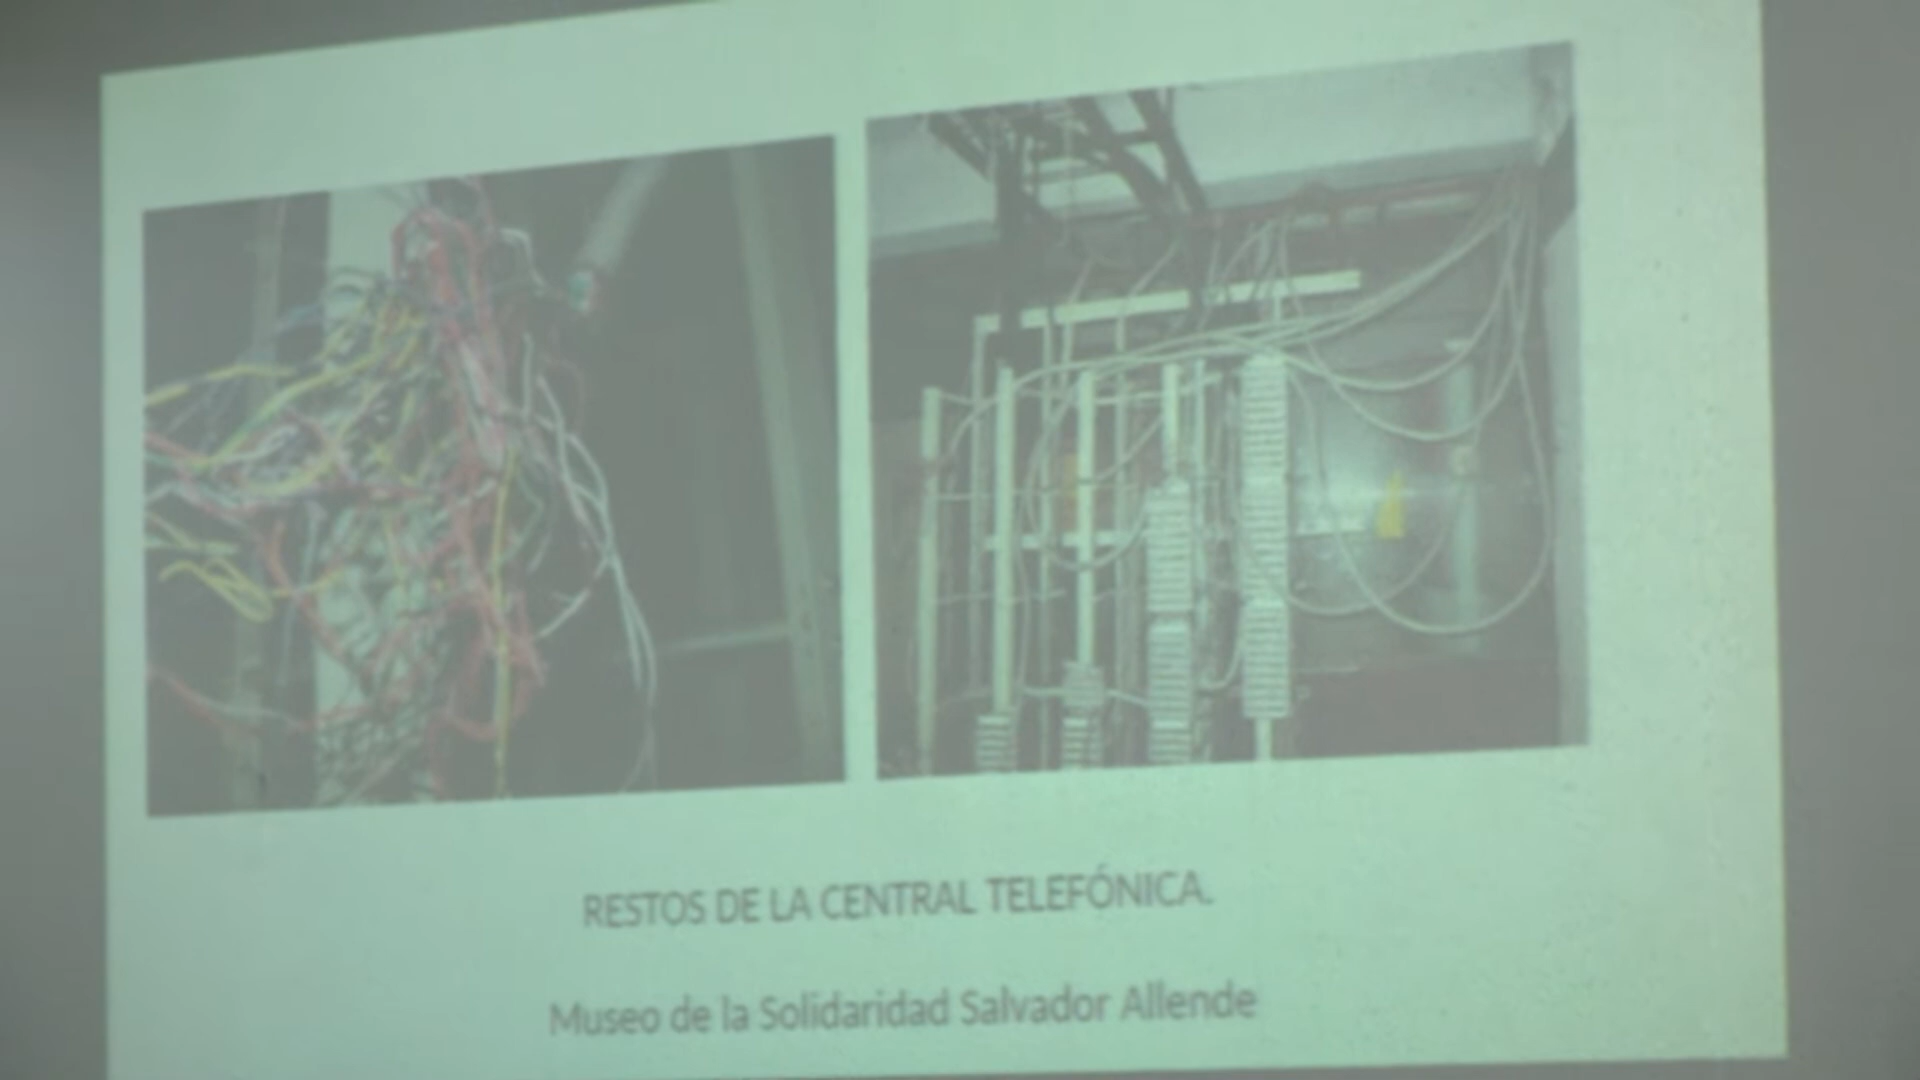 RESTOS DE LA CENTRAL TELEFÓNICA.
Museo de la Solidaridad Salvador Allende